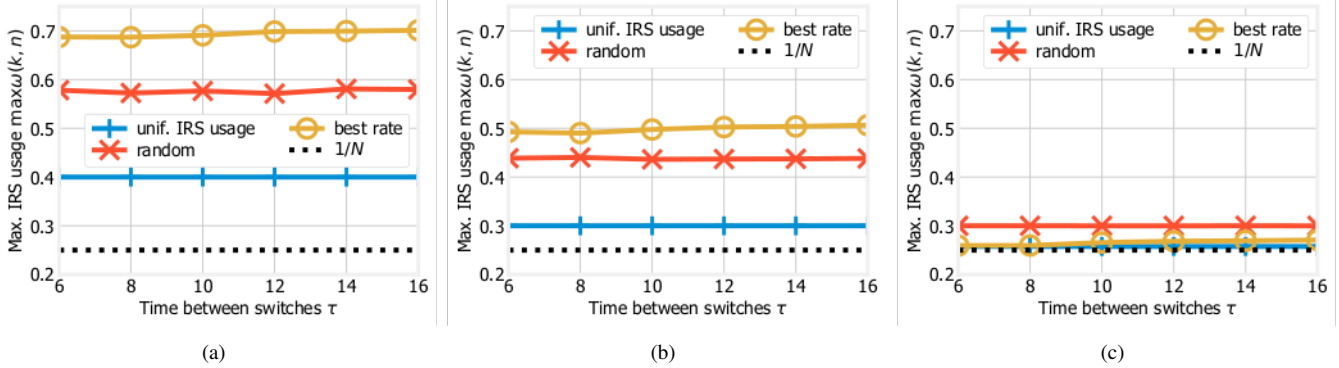 Max. IRS usage maxω(k, n)
0.7
0.6
0.5
0.4
0.3
0.2
unif. IRS usage
random
best rate
1/N
6 8 10 12 14 16
Time between switches τ
(a)
Max. IRS usage maxω(k, n)
0.7
0.6
0.5
0.4
0.3
0.2
unif. IRS usage
random
best rate
1/N
6 8 10 12 14 16
Time between switches τ
(b)
Max. IRS usage maxω(k, n)
0.7
0.6
0.5
0.4
0.3
0.2
unif. IRS usage
random
best rate
1/N
6 8 10 12 14 16
Time between switches τ
(c)